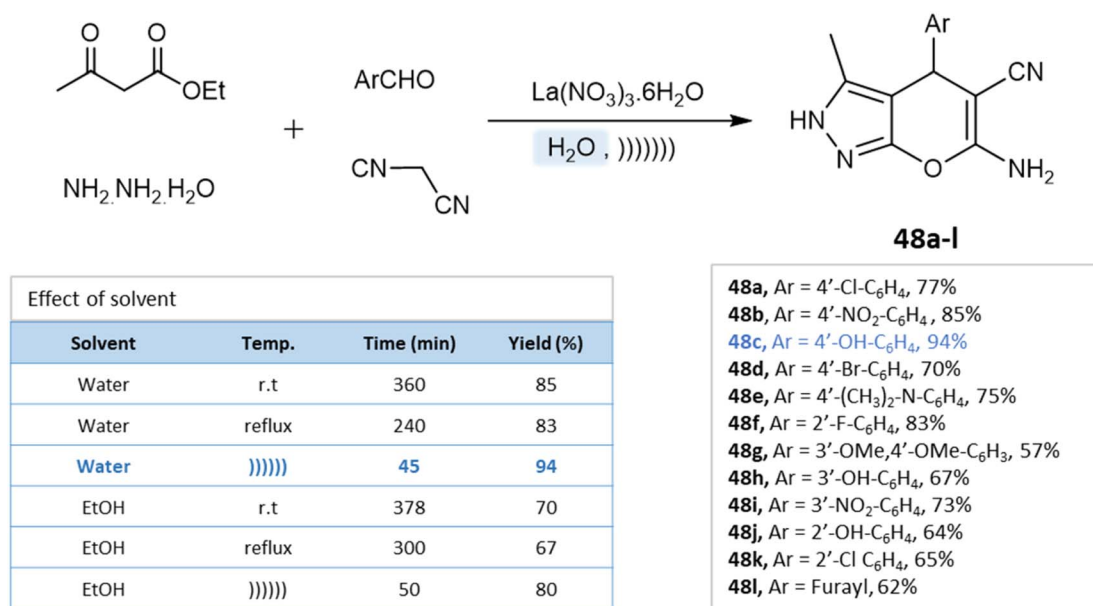 O O
OEt
NH₂.NH₂.H₂O
+
ArCHO
CN
CN
La(NO₃)₃.6H₂O
H₂O , )))))))
Ar
CN
HN
N
O
NH₂
48a-l
Effect of solvent
Solvent Temp. Time (min) Yield (%)
Water r.t 360 85
Water reflux 240 83
Water )))))) 45 94
EtOH r.t 378 70
EtOH reflux 300 67
EtOH )))))) 50 80
48a, Ar = 4’-Cl-C₆H₄, 77%
48b, Ar = 4’-NO₂-C₆H₄ , 85%
48c, Ar = 4’-OH-C₆H₄, 94%
48d, Ar = 4’-Br-C₆H₄, 70%
48e, Ar = 4’-(CH₃)₂-N-C₆H₄, 75%
48f, Ar = 2’-F-C₆H₄, 83%
48g, Ar = 3’-OMe,4’-OMe-C₆H₃, 57%
48h, Ar = 3’-OH-C₆H₄, 67%
48i, Ar = 3’-NO₂-C₆H₄, 73%
48j, Ar = 2’-OH-C₆H₄, 64%
48k, Ar = 2’-Cl C₆H₄, 65%
48l, Ar = Furayl, 62%